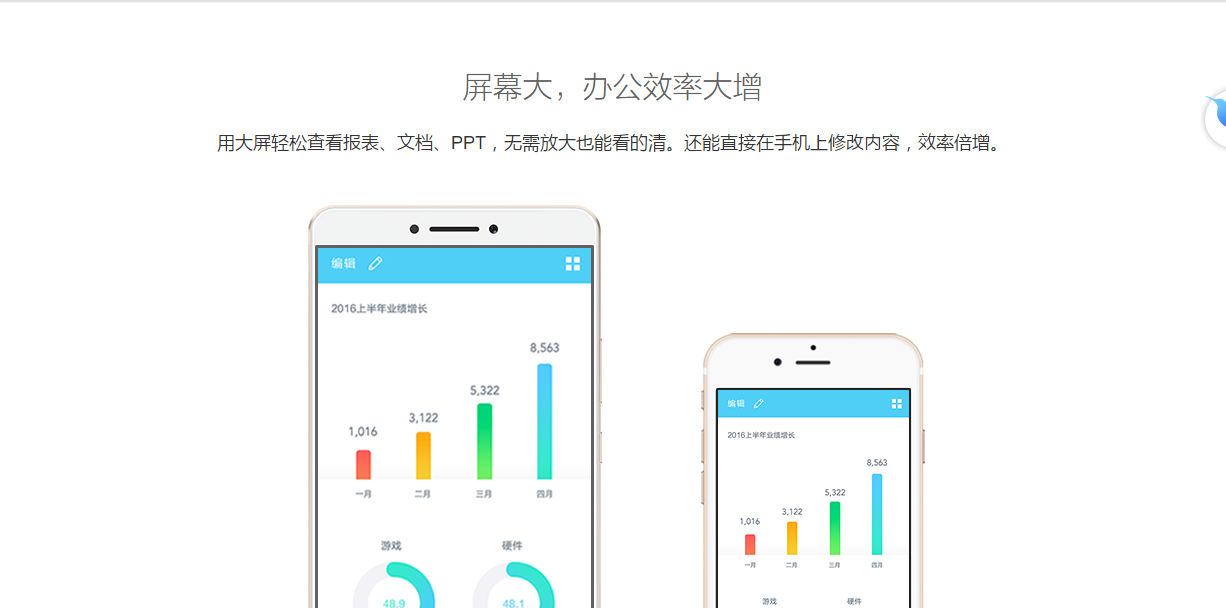 屏幕大，办公效率大增
用大屏轻松查看报表、文档、PPT，无需放大也能看的清。还能直接在手机上修改内容，效率倍增。
编辑
2016上半年业绩增长
8,563
5,322
3,122
1,016
一月 二月 三月 四月
游戏 硬件
48.9 48.1
编辑
2016上半年业绩增长
8,563
5,322
3,122
1,016
一月 二月 三月 四月
游戏 硬件